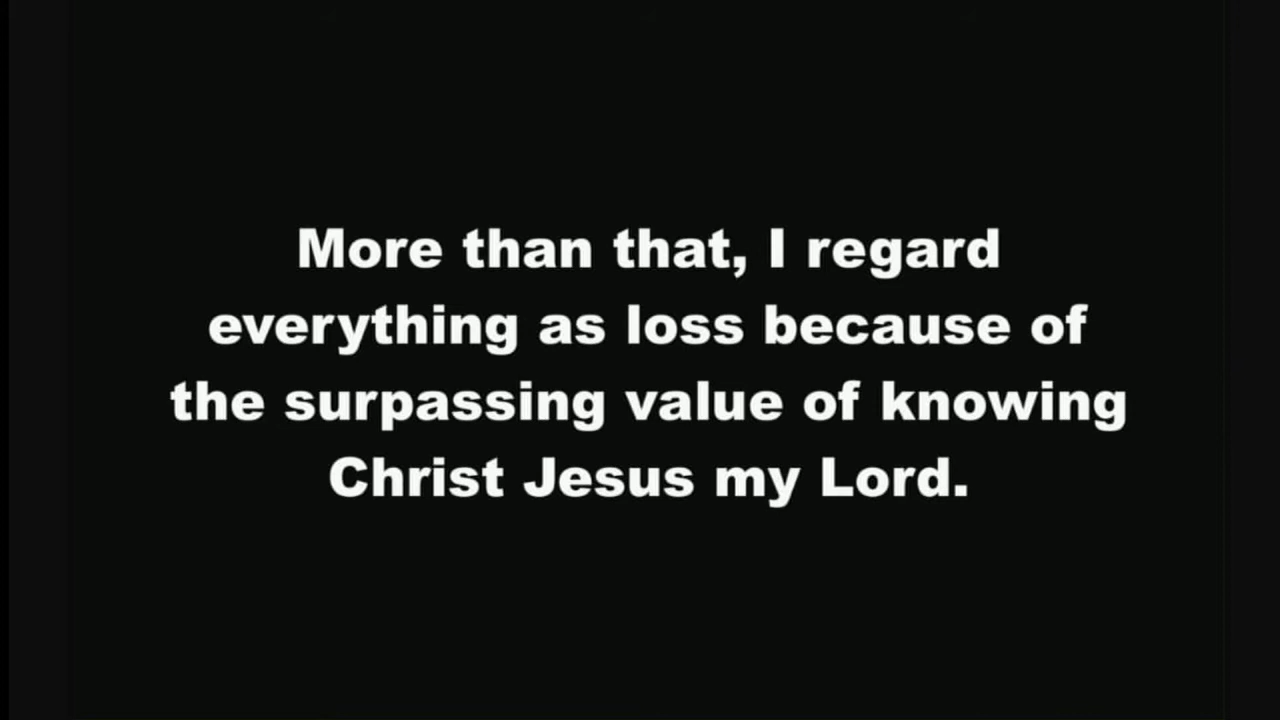 More than that, I regard
everything as loss because of
the surpassing value of knowing
Christ Jesus my Lord.